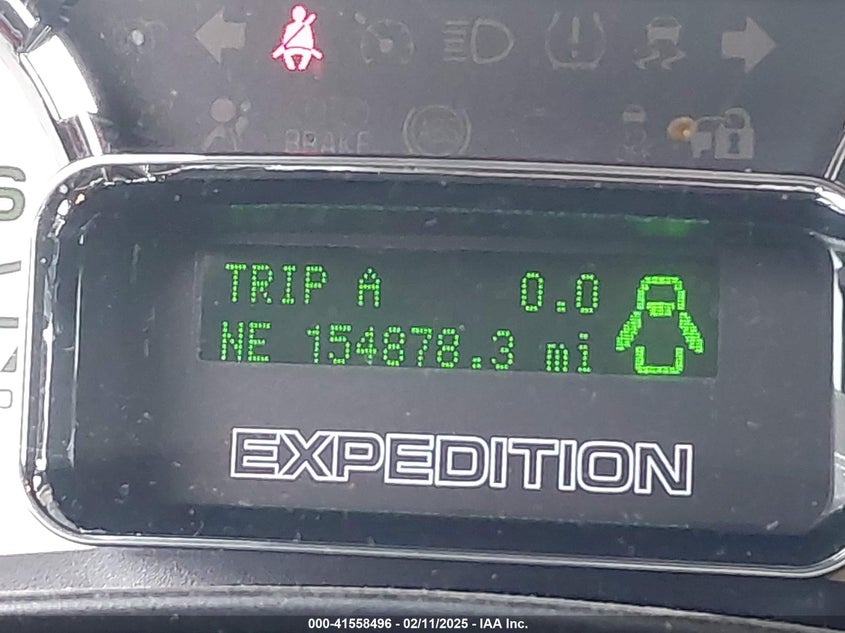 BRAKE
TRIP A 0.0
NE 154878.3 mi
EXPEDITION
000-41558496 - 02/11/2025 - IAA Inc.